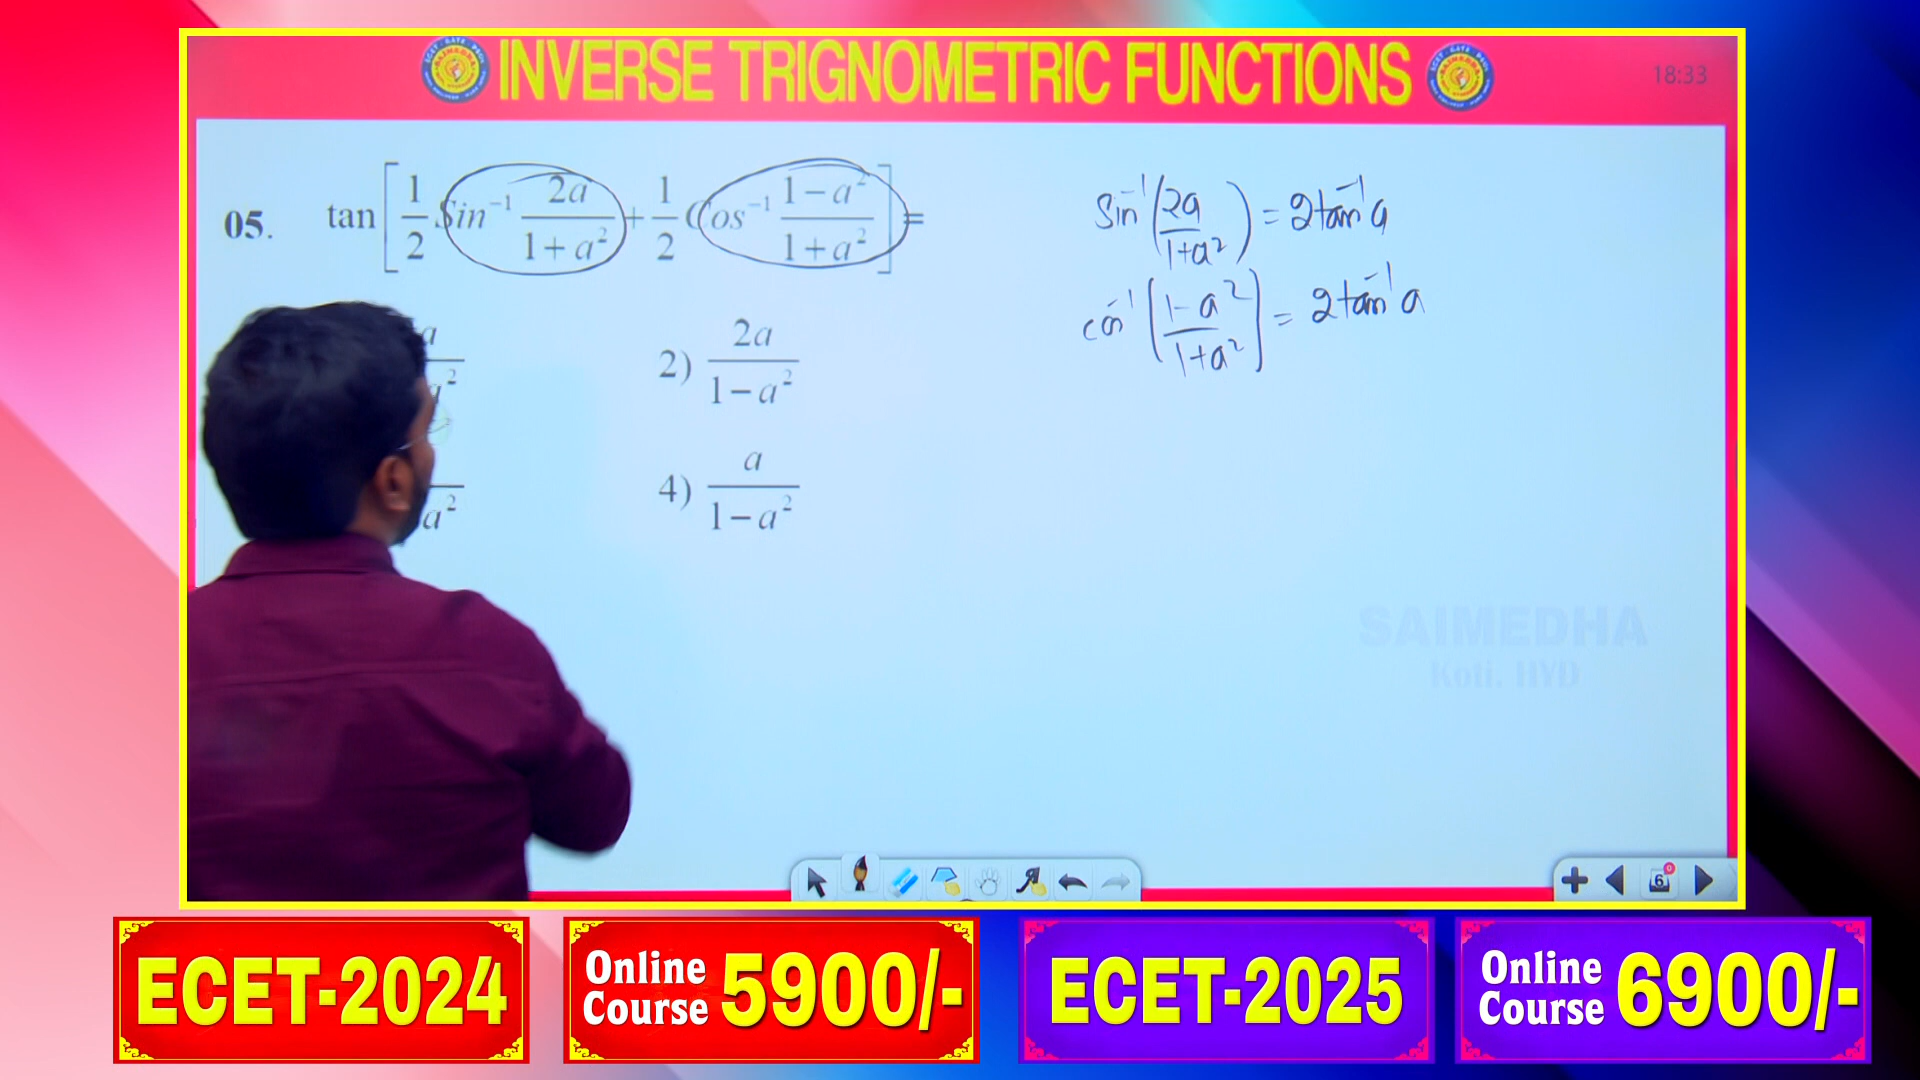 INVERSE TRIGNOMETRIC FUNCTIONS
18:33
05. tan[1/2 Sin⁻¹ 2a/(1+a²) + 1/2 Cos⁻¹ (1−a²)/(1+a²)] =
Sin⁻¹(2a/(1+a²)) = 2tan⁻¹a
cos⁻¹[(1−a²)/(1+a²)] = 2tan⁻¹a
2) 2a/(1−a²)
4) a/(1−a²)
SAIMEDHA
Koti. HYD
6
ECET-2024
Online Course 5900/-
ECET-2025
Online Course 6900/-